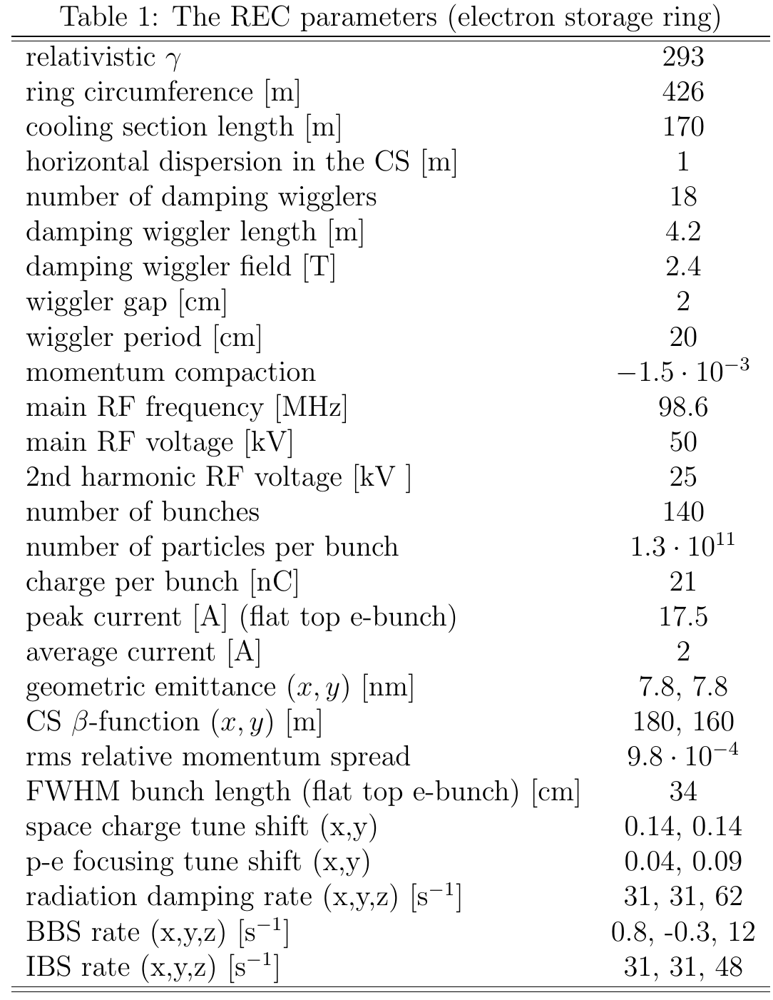 Table 1: The REC parameters (electron storage ring)
relativistic γ 293
ring circumference [m] 426
cooling section length [m] 170
horizontal dispersion in the CS [m] 1
number of damping wigglers 18
damping wiggler length [m] 4.2
damping wiggler field [T] 2.4
wiggler gap [cm] 2
wiggler period [cm] 20
momentum compaction −1.5 · 10⁻³
main RF frequency [MHz] 98.6
main RF voltage [kV] 50
2nd harmonic RF voltage [kV ] 25
number of bunches 140
number of particles per bunch 1.3 · 10¹¹
charge per bunch [nC] 21
peak current [A] (flat top e-bunch) 17.5
average current [A] 2
geometric emittance (x, y) [nm] 7.8, 7.8
CS β-function (x, y) [m] 180, 160
rms relative momentum spread 9.8 · 10⁻⁴
FWHM bunch length (flat top e-bunch) [cm] 34
space charge tune shift (x,y) 0.14, 0.14
p-e focusing tune shift (x,y) 0.04, 0.09
radiation damping rate (x,y,z) [s⁻¹] 31, 31, 62
BBS rate (x,y,z) [s⁻¹] 0.8, -0.3, 12
IBS rate (x,y,z) [s⁻¹] 31, 31, 48